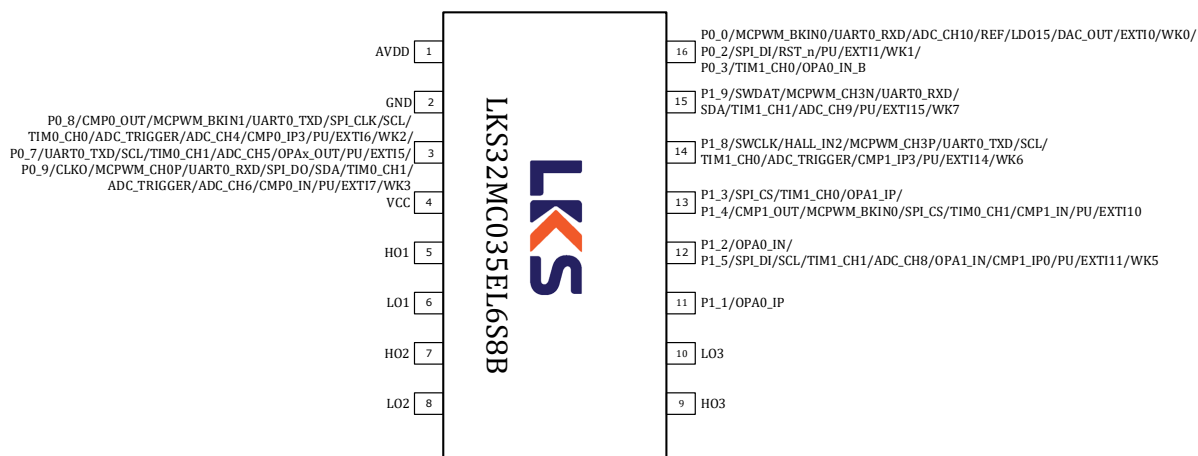 AVDD 1
GND 2
P0_8/CMP0_OUT/MCPWM_BKIN1/UART0_TXD/SPI_CLK/SCL/
TIM0_CH0/ADC_TRIGGER/ADC_CH4/CMP0_IP3/PU/EXTI6/WK2/
P0_7/UART0_TXD/SCL/TIM0_CH1/ADC_CH5/OPAx_OUT/PU/EXTI5/ 3
P0_9/CLKO/MCPWM_CH0P/UART0_RXD/SPI_DO/SDA/TIM0_CH1/
ADC_TRIGGER/ADC_CH6/CMP0_IN/PU/EXTI7/WK3
VCC 4
HO1 5
LO1 6
HO2 7
LO2 8
LKS32MC035EL6S8B
LKS
P0_0/MCPWM_BKIN0/UART0_RXD/ADC_CH10/REF/LDO15/DAC_OUT/EXTI0/WK0/
16 P0_2/SPI_DI/RST_n/PU/EXTI1/WK1/
P0_3/TIM1_CH0/OPA0_IN_B
P1_9/SWDAT/MCPWM_CH3N/UART0_RXD/
15 SDA/TIM1_CH1/ADC_CH9/PU/EXTI15/WK7
P1_8/SWCLK/HALL_IN2/MCPWM_CH3P/UART0_TXD/SCL/
14 TIM1_CH0/ADC_TRIGGER/CMP1_IP3/PU/EXTI14/WK6
P1_3/SPI_CS/TIM1_CH0/OPA1_IP/
13 P1_4/CMP1_OUT/MCPWM_BKIN0/SPI_CS/TIM0_CH1/CMP1_IN/PU/EXTI10
P1_2/OPA0_IN/
12 P1_5/SPI_DI/SCL/TIM1_CH1/ADC_CH8/OPA1_IN/CMP1_IP0/PU/EXTI11/WK5
11 P1_1/OPA0_IP
10 LO3
9 HO3